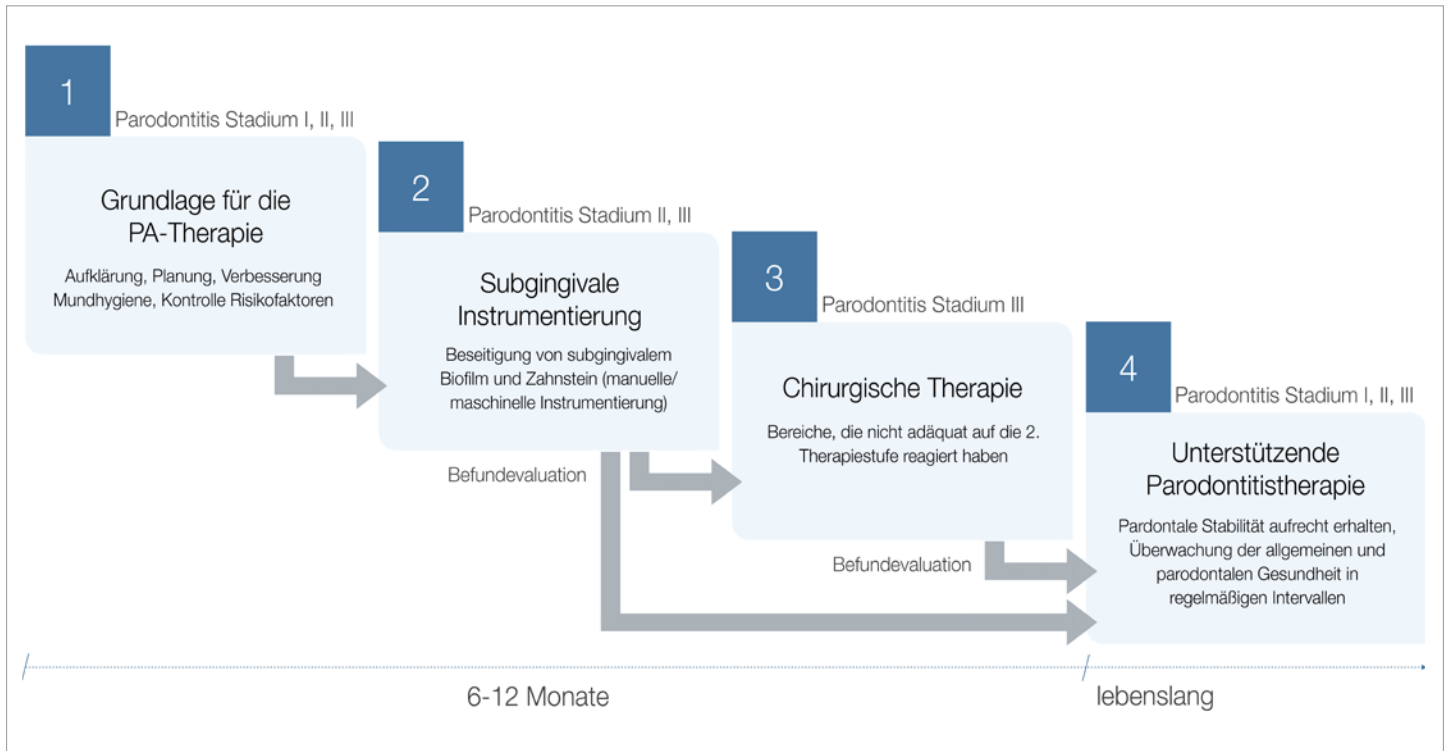 1
Parodontitis Stadium I, II, III
Grundlage für die
PA-Therapie
Aufklärung, Planung, Verbesserung
Mundhygiene, Kontrolle Risikofaktoren
2
Parodontitis Stadium II, III
Subgingivale
Instrumentierung
Beseitigung von subgingivalem
Biofilm und Zahnstein (manuelle/
maschinelle Instrumentierung)
Befundevaluation
3
Parodontitis Stadium III
Chirurgische Therapie
Bereiche, die nicht adäquat auf die 2.
Therapiestufe reagiert haben
Befundevaluation
4
Parodontitis Stadium I, II, III
Unterstützende
Parodontitistherapie
Pardontale Stabilität aufrecht erhalten,
Überwachung der allgemeinen und
parodontalen Gesundheit in
regelmäßigen Intervallen
6-12 Monate
lebenslang